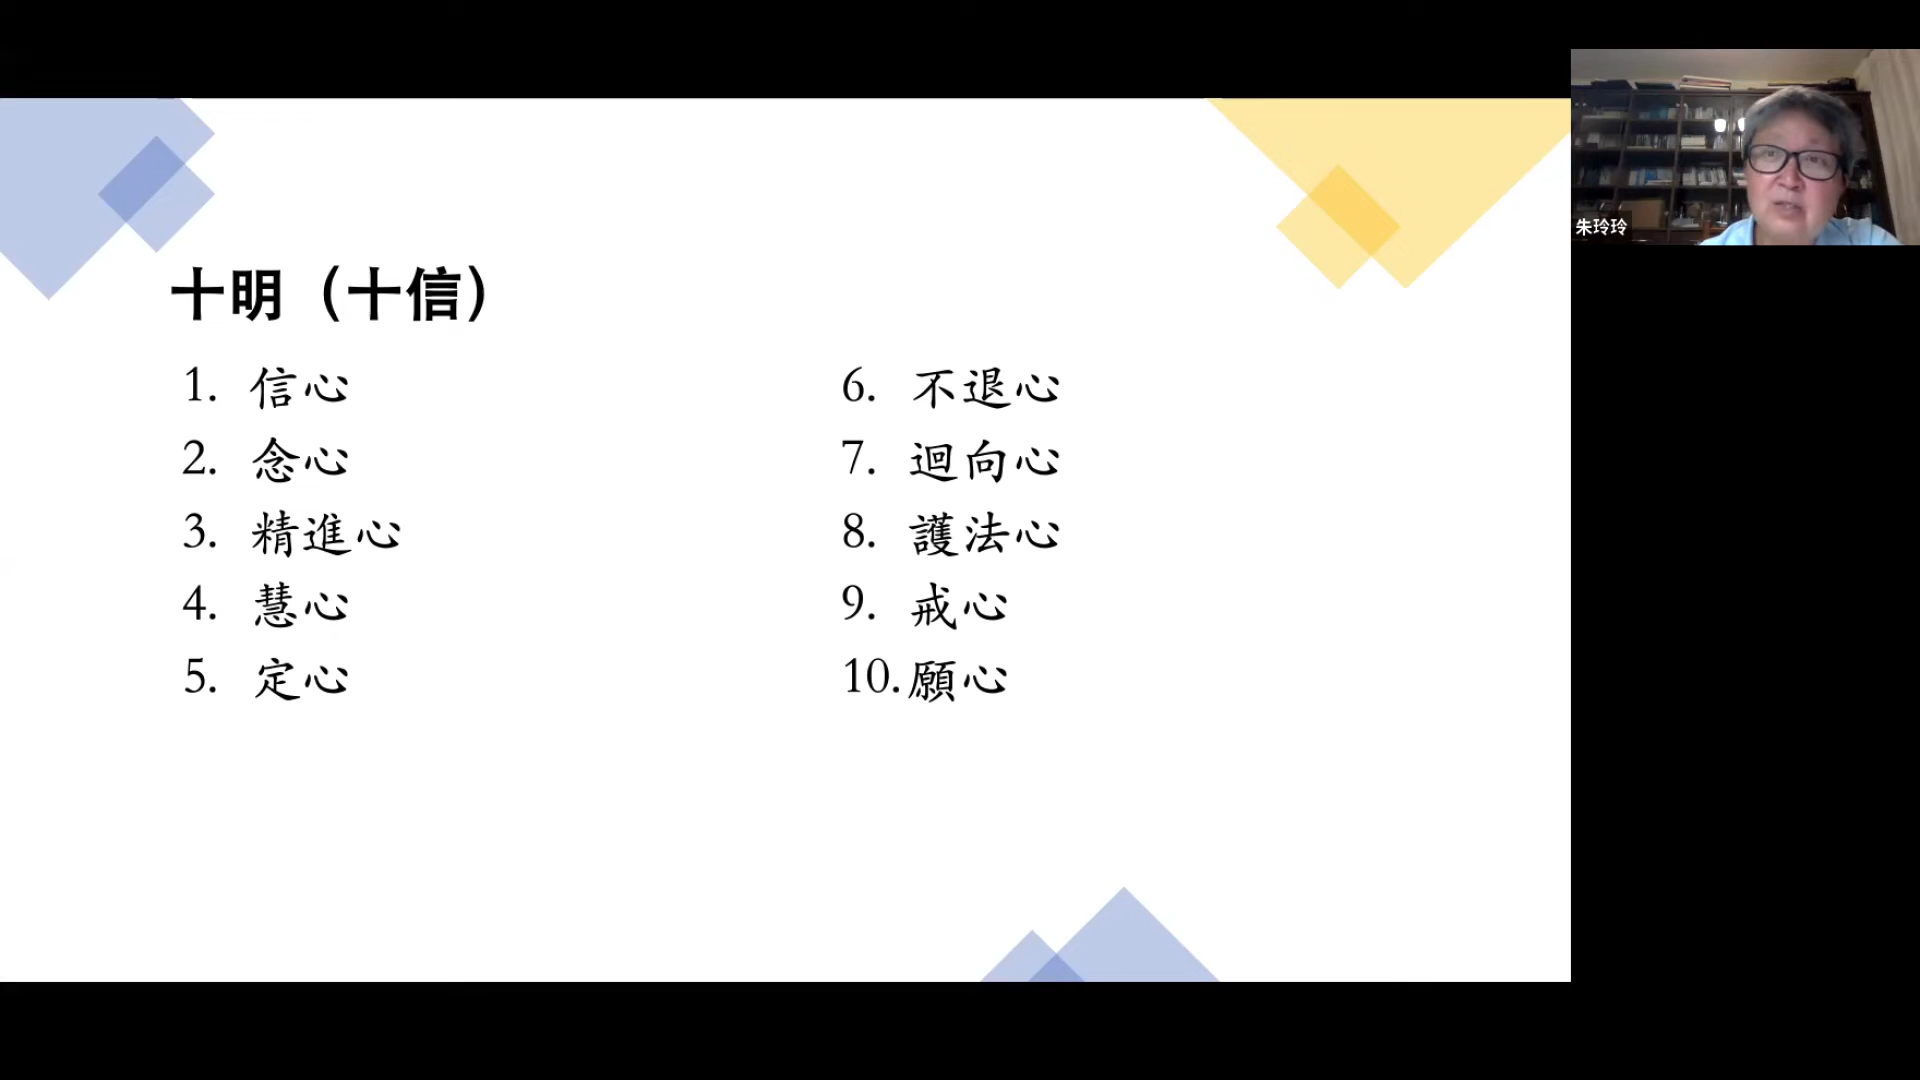 十明（十信）
1. 信心
2. 念心
3. 精進心
4. 慧心
5. 定心
6. 不退心
7. 迴向心
8. 護法心
9. 戒心
10. 願心
朱玲玲